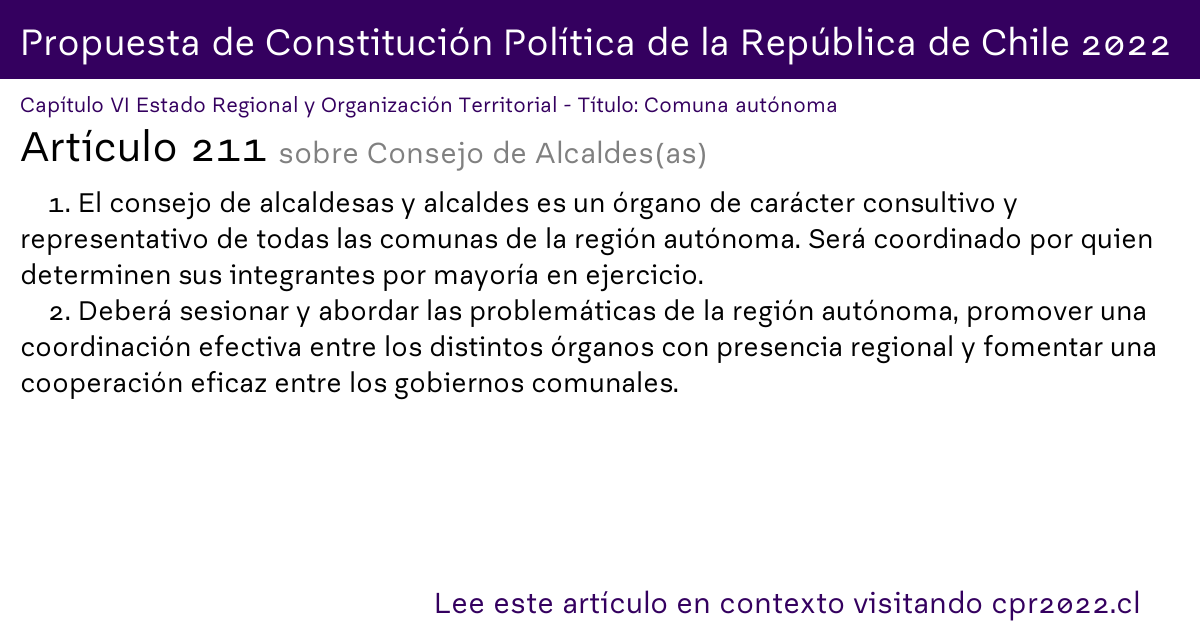 Propuesta de Constitución Política de la República de Chile 2022
Capítulo VI Estado Regional y Organización Territorial - Título: Comuna autónoma
Artículo 211 sobre Consejo de Alcaldes(as)
1. El consejo de alcaldesas y alcaldes es un órgano de carácter consultivo y
representativo de todas las comunas de la región autónoma. Será coordinado por quien
determinen sus integrantes por mayoría en ejercicio.
2. Deberá sesionar y abordar las problemáticas de la región autónoma, promover una
coordinación efectiva entre los distintos órganos con presencia regional y fomentar una
cooperación eficaz entre los gobiernos comunales.
Lee este artículo en contexto visitando cpr2022.cl